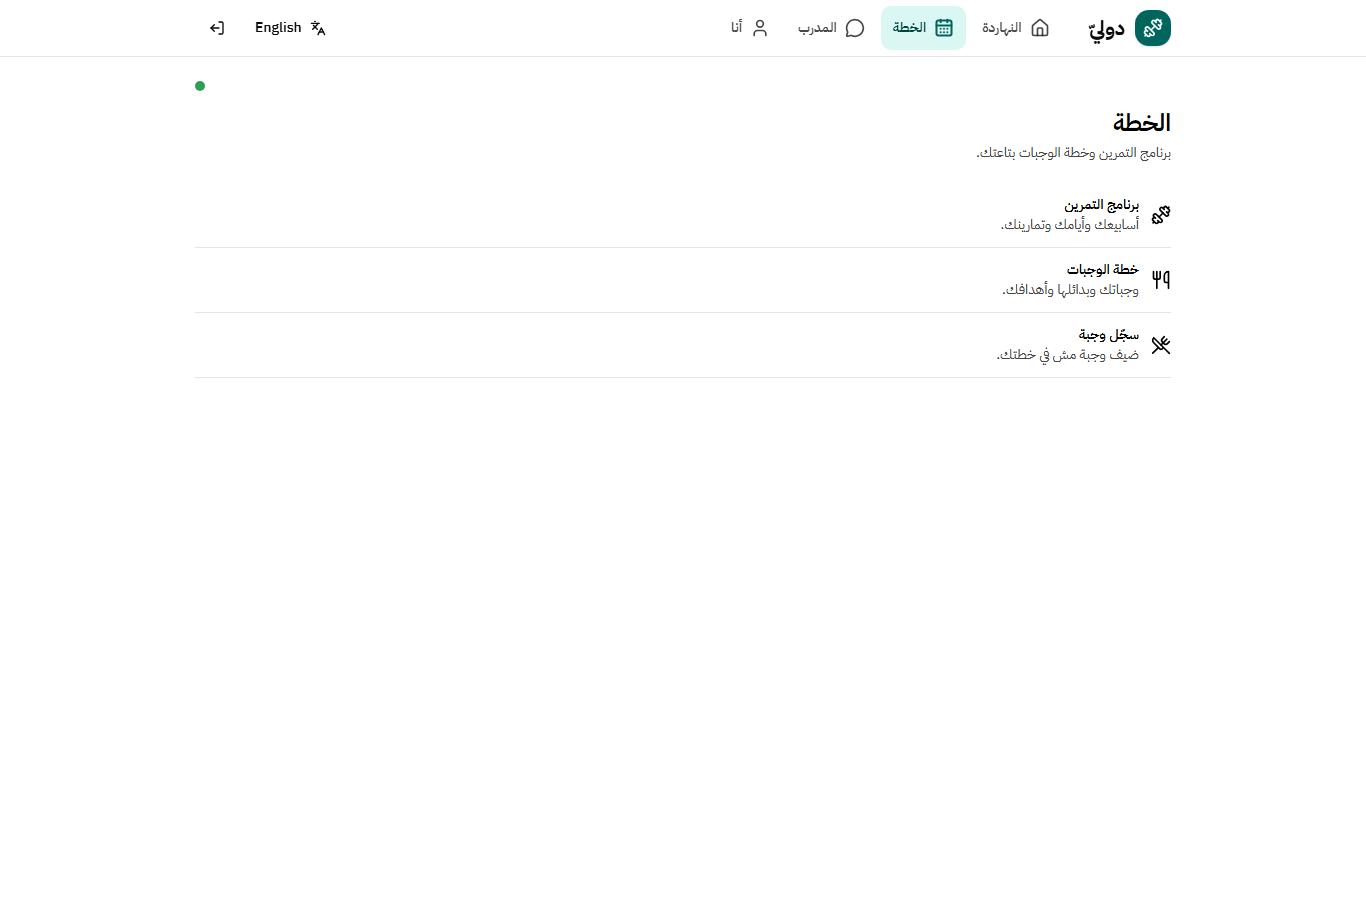 دوليّ
النهاردة
الخطة
المدرب
أنا
English
الخطة
برنامج التمرين وخطة الوجبات بتاعتك.
برنامج التمرين
أسابيعك وأيامك وتمارينك.
خطة الوجبات
وجباتك وبدائلها وأهدافك.
سجّل وجبة
ضيف وجبة مش في خطتك.